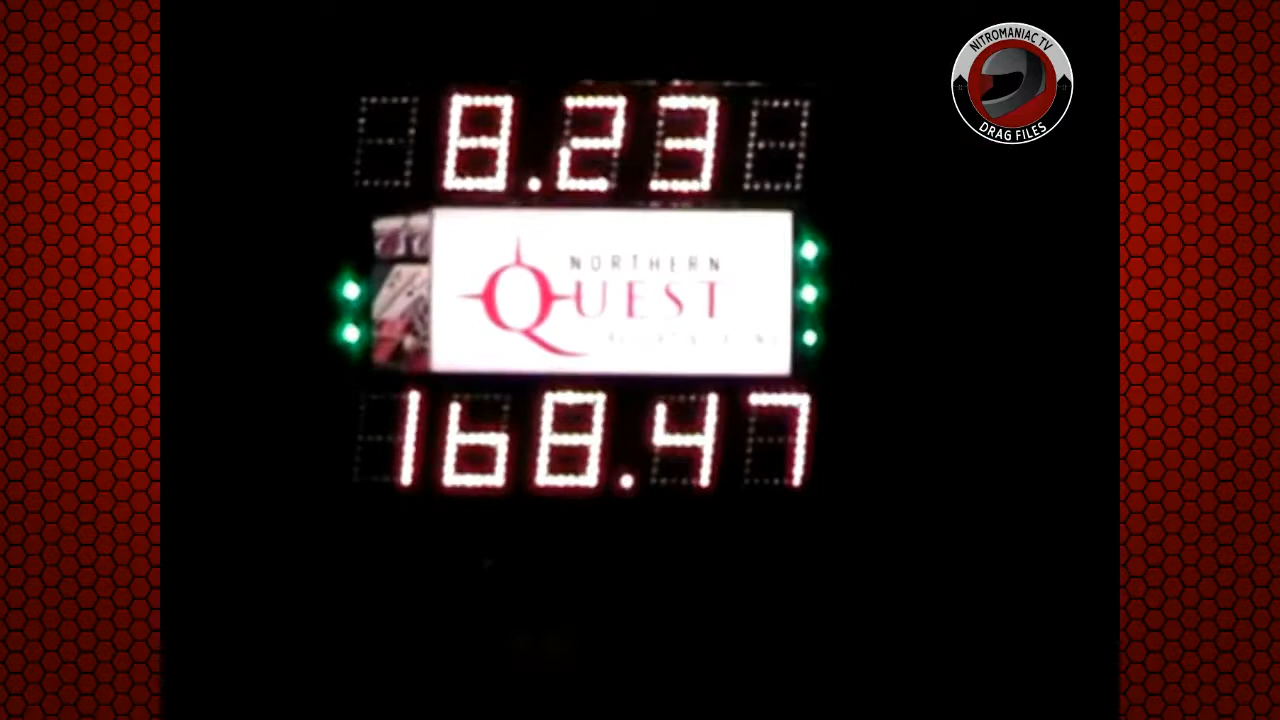 NITROMANIAC TV
DRAG FILES
8.23
NORTHERN
QUEST
168.47